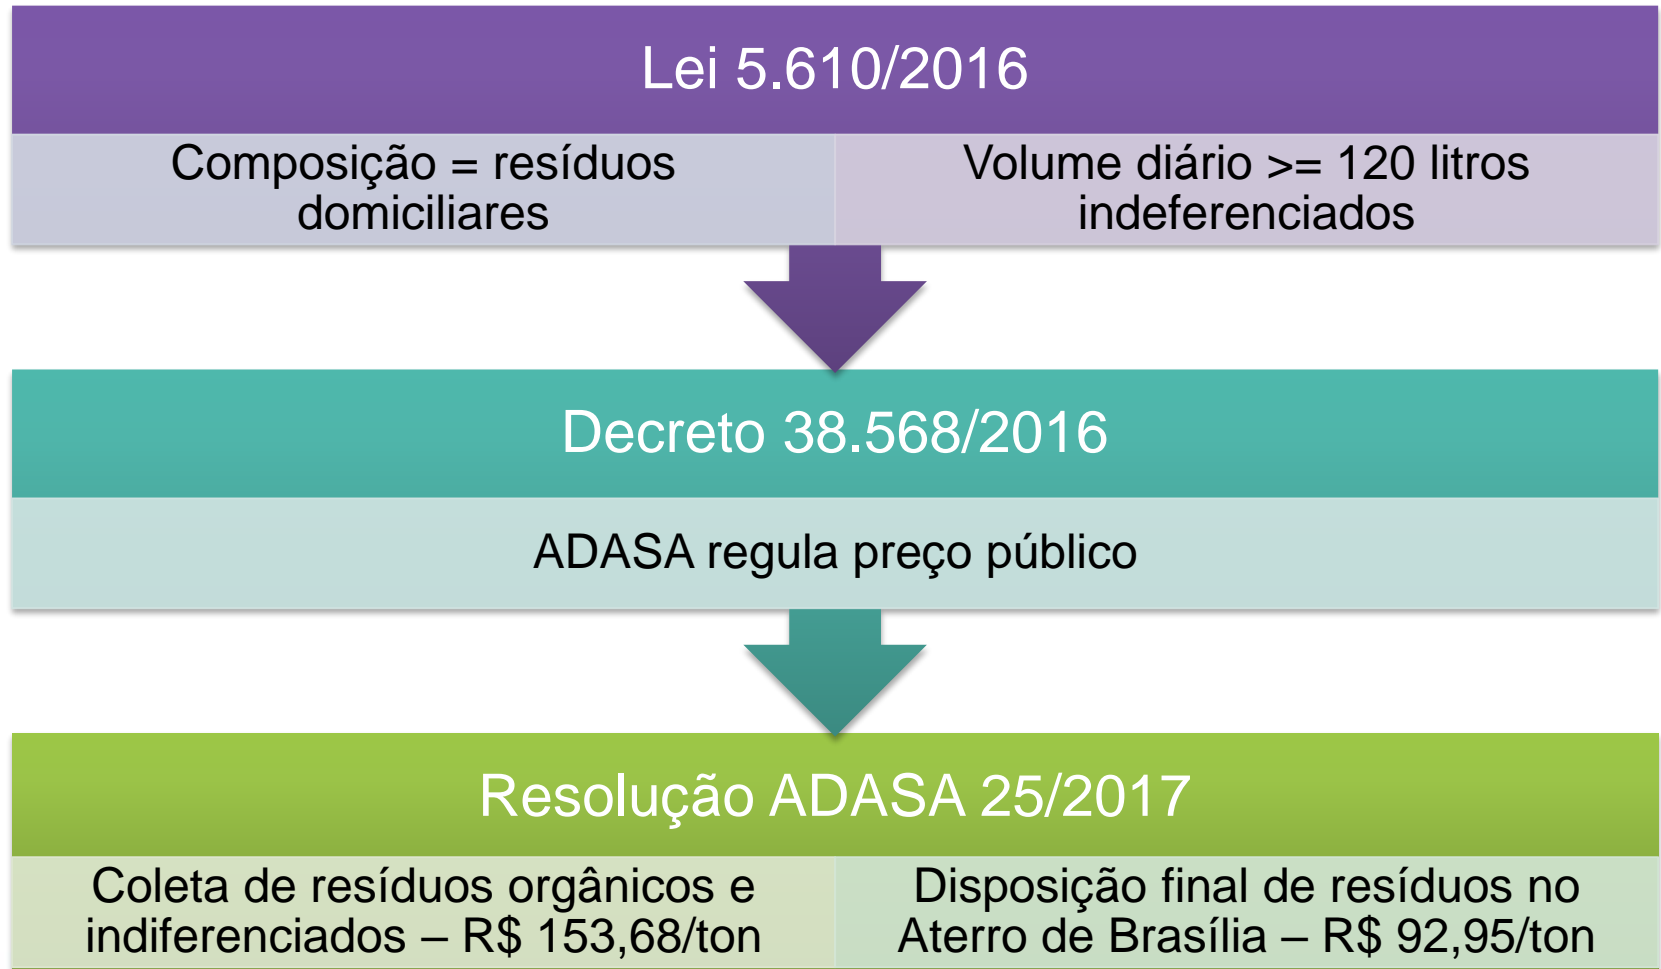 Lei 5.610/2016
Composição = resíduos
domiciliares
Volume diário >= 120 litros
indeferenciados
Decreto 38.568/2016
ADASA regula preço público
Resolução ADASA 25/2017
Coleta de resíduos orgânicos e
indiferenciados – R$ 153,68/ton
Disposição final de resíduos no
Aterro de Brasília – R$ 92,95/ton